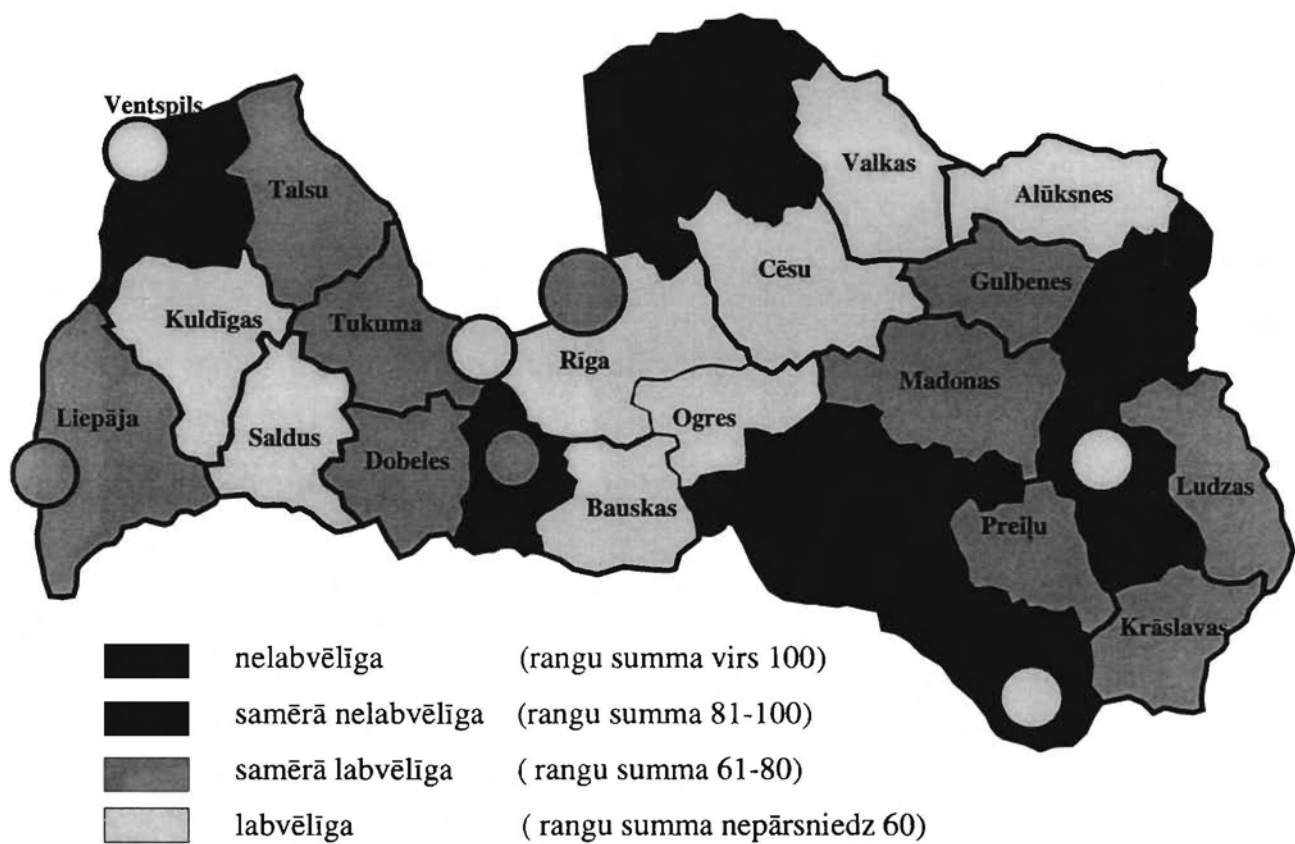 Ventspils
Talsu
Valkas
Alūksnes
Cēsu
Gulbenes
Kuldīgas
Tukuma
Rīga
Madonas
Liepāja
Ogres
Saldus
Dobeles
Ludzas
Bauskas
Preiļu
Krāslavas
nelabvēlīga (rangu summa virs 100)
samērā nelabvēlīga (rangu summa 81-100)
samērā labvēlīga ( rangu summa 61-80)
labvēlīga ( rangu summa nepārsniedz 60)